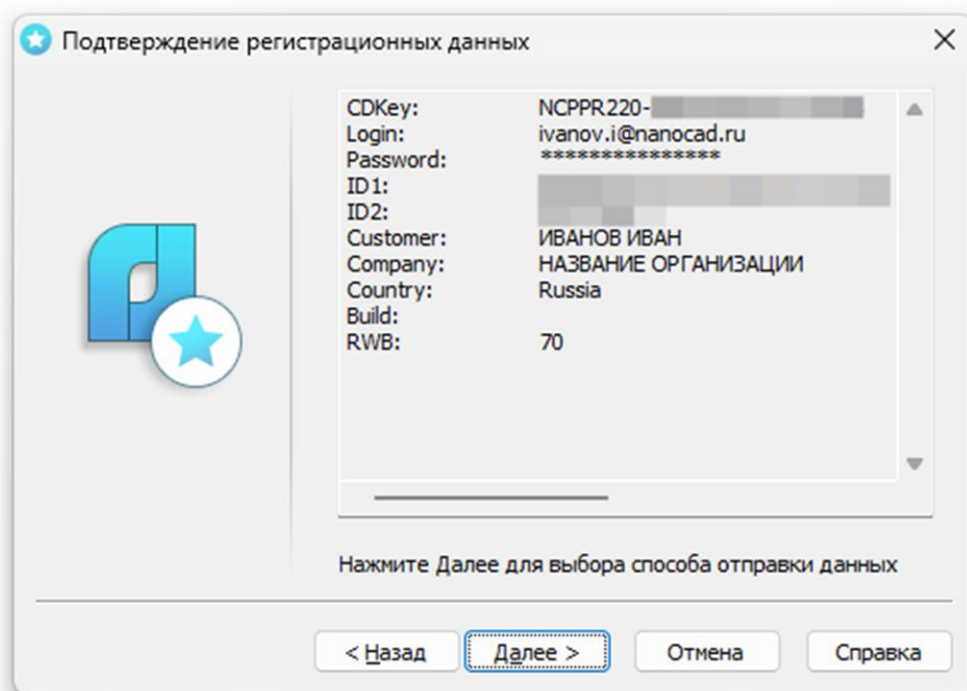 Подтверждение регистрационных данных
CDKey: NCPPR220-
Login: ivanov.i@nanocad.ru
Password: ***************
ID1:
ID2:
Customer: ИВАНОВ ИВАН
Company: НАЗВАНИЕ ОРГАНИЗАЦИИ
Country: Russia
Build:
RWB: 70
Нажмите Далее для выбора способа отправки данных
< Назад Далее > Отмена Справка